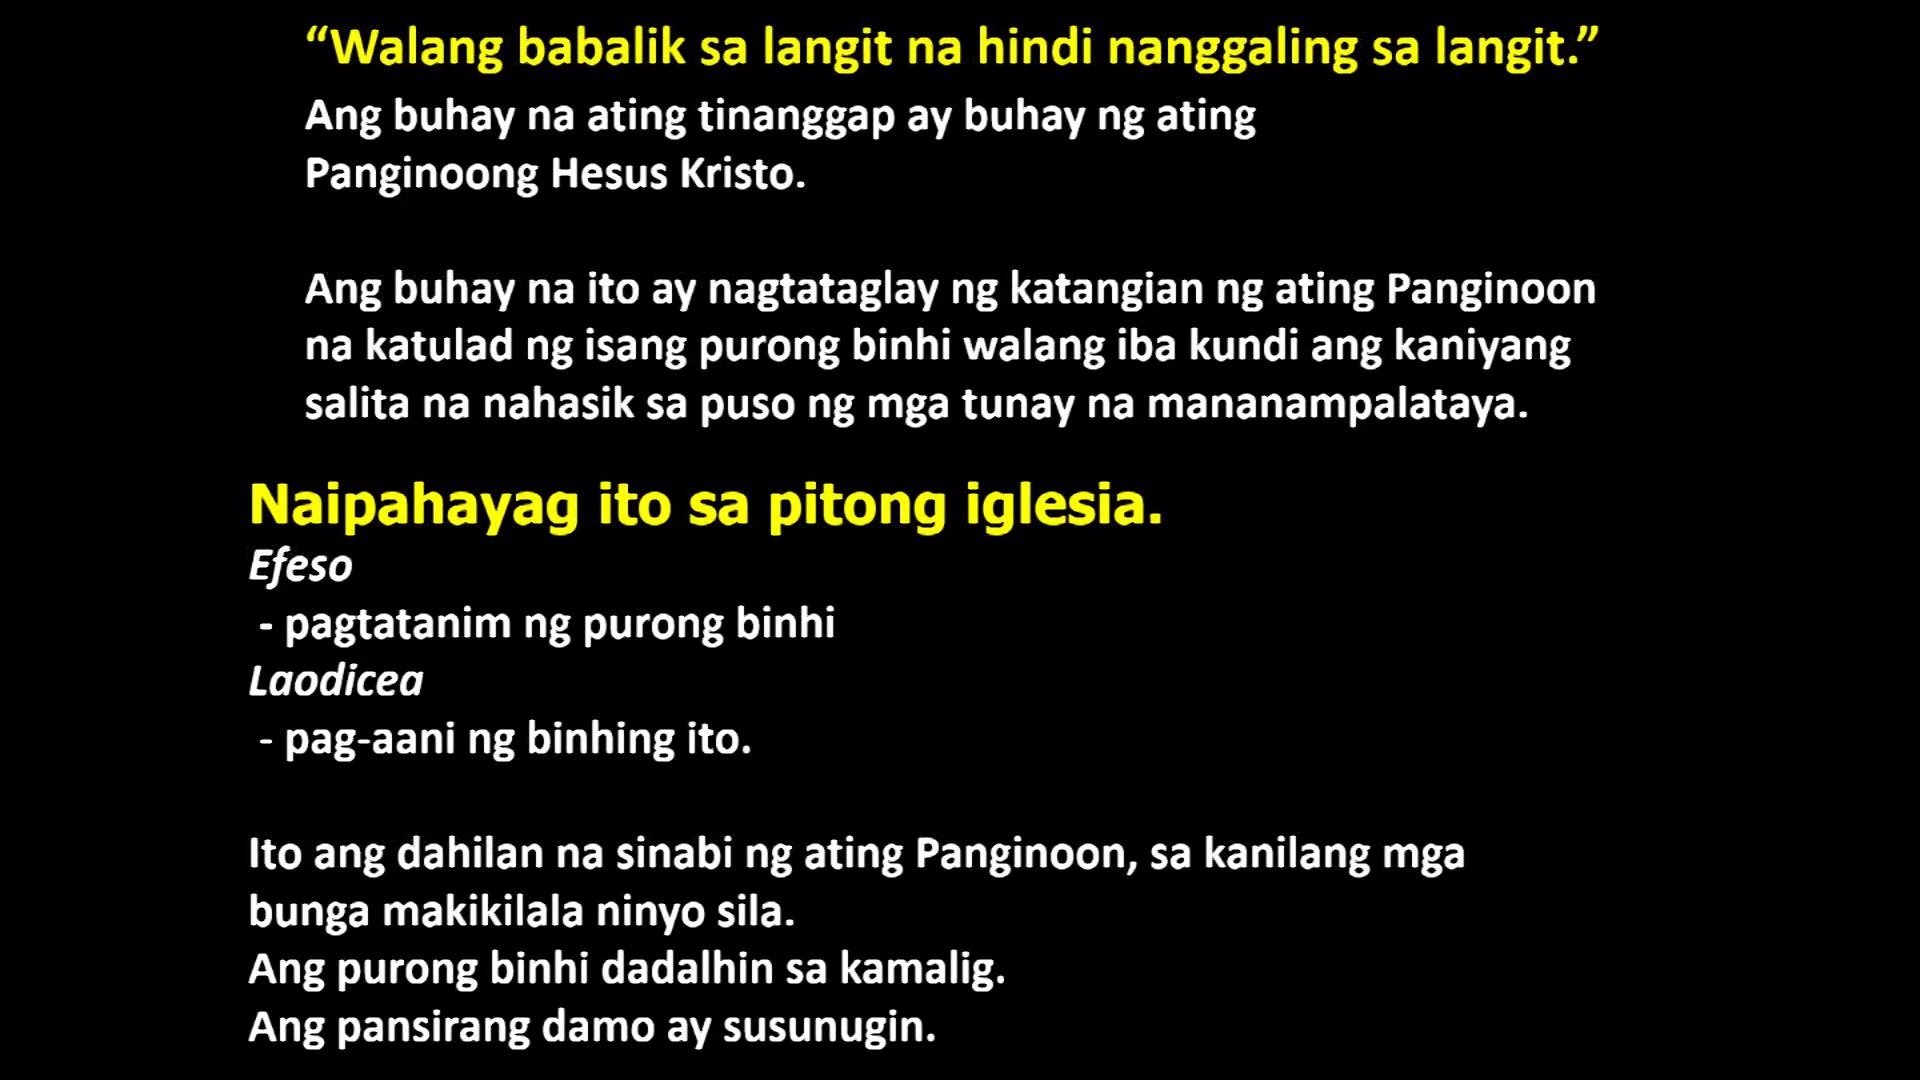 “Walang babalik sa langit na hindi nanggaling sa langit.”
Ang buhay na ating tinanggap ay buhay ng ating
Panginoong Hesus Kristo.
Ang buhay na ito ay nagtataglay ng katangian ng ating Panginoon
na katulad ng isang purong binhi walang iba kundi ang kaniyang
salita na nahasik sa puso ng mga tunay na mananampalataya.
Naipahayag ito sa pitong iglesia.
Efeso
- pagtatanim ng purong binhi
Laodicea
- pag-aani ng binhing ito.
Ito ang dahilan na sinabi ng ating Panginoon, sa kanilang mga
bunga makikilala ninyo sila.
Ang purong binhi dadalhin sa kamalig.
Ang pansirang damo ay susunugin.